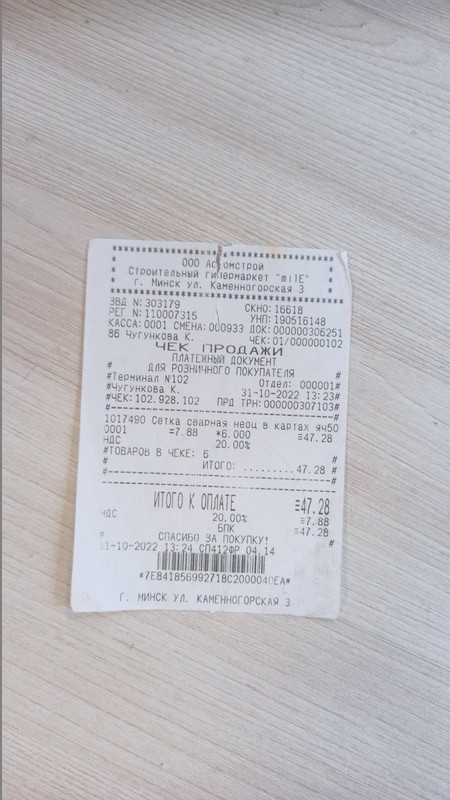 ООО Астомстрой
Строительный гипермаркет "milE"
г. Минск ул. Каменногорская 3
ЗВД N:303179 СКНО:16618
РЕГ N:110007315 УНП:190516148
КАССА:0001 СМЕНА:000933 ДОК:000000306251
86 Чугункова К. ЧЕК:01/000000102
ЧЕК ПРОДАЖИ
ПЛАТЕЖНЫЙ ДОКУМЕНТ
# ДЛЯ РОЗНИЧНОГО ПОКУПАТЕЛЯ #
#Терминал N102 Отдел: 000001#
#Чугункова К. 31-10-2022 13:23#
#ЧЕК:102.928.102 ПРД ТРН:000000307103#
1017490 Сетка сварная неоц в картах яч50
0001 =7.88 *6.000 ≡47.28
НДС 20.00%
#ТОВАРОВ В ЧЕКЕ: 6 #
# ИТОГО: .........47.28 #
# #
ИТОГО К ОПЛАТЕ ≡47.28
НДС 20.00% =7.88
БПК =47.28
# СПАСИБО ЗА ПОКУПКУ! #
31-10-2022 13:24 СП412ФР 04.14
*7E841856992718C2000040EA*
Г. МИНСК УЛ. КАМЕННОГОРСКАЯ 3